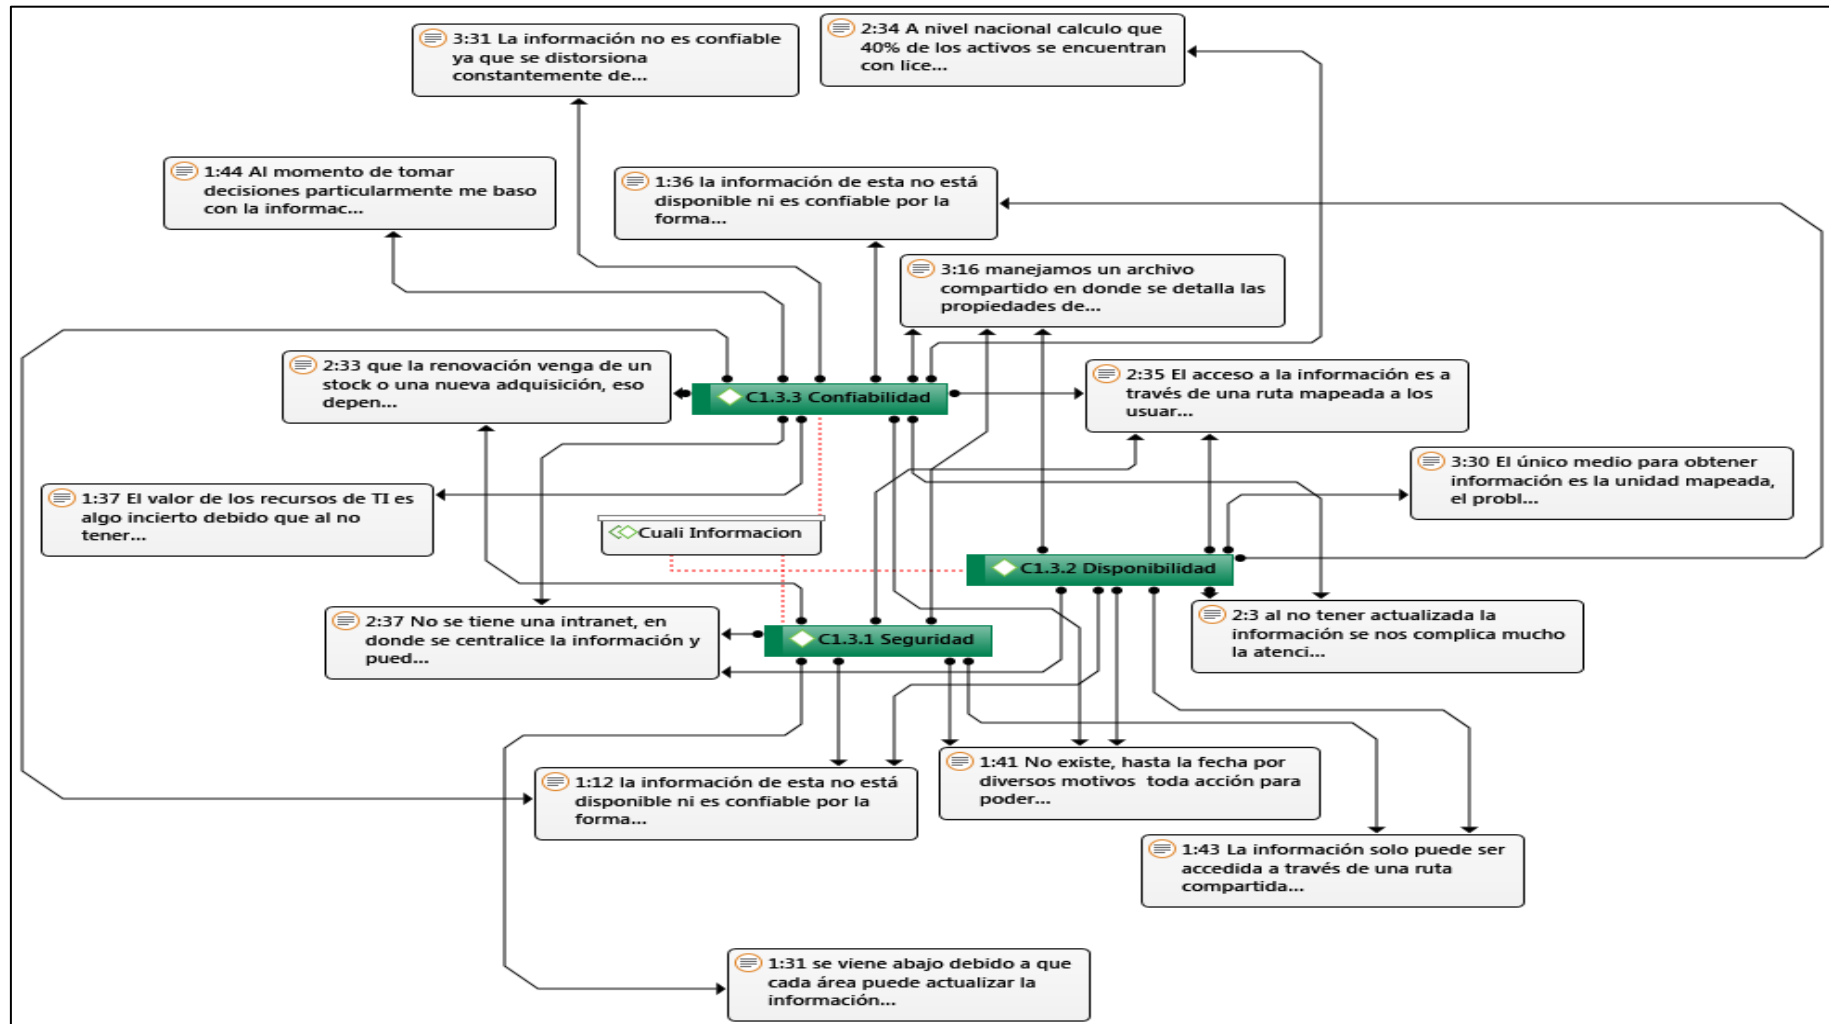 3:31 La información no es confiable
ya que se distorsiona
constantemente de...
2:34 A nivel nacional calculo que
40% de los activos se encuentran
con lice...
1:44 Al momento de tomar
decisiones particularmente me baso
con la informac...
1:36 la información de esta no está
disponible ni es confiable por la
forma...
3:16 manejamos un archivo
compartido en donde se detalla las
propiedades de...
2:33 que la renovación venga de un
stock o una nueva adquisición, eso
depen...
C1.3.3 Confiabilidad
2:35 El acceso a la información es a
través de una ruta mapeada a los
usuar...
3:30 El único medio para obtener
información es la unidad mapeada,
el probl...
1:37 El valor de los recursos de TI es
algo incierto debido que al no
tener...
Cuali Informacion
C1.3.2 Disponibilidad
2:37 No se tiene una intranet, en
donde se centralice la información y
pued...
C1.3.1 Seguridad
2:3 al no tener actualizada la
información se nos complica mucho
la atenci...
1:12 la información de esta no está
disponible ni es confiable por la
forma...
1:41 No existe, hasta la fecha por
diversos motivos  toda acción para
poder...
1:43 La información solo puede ser
accedida a través de una ruta
compartida...
1:31 se viene abajo debido a que
cada área puede actualizar la
información...